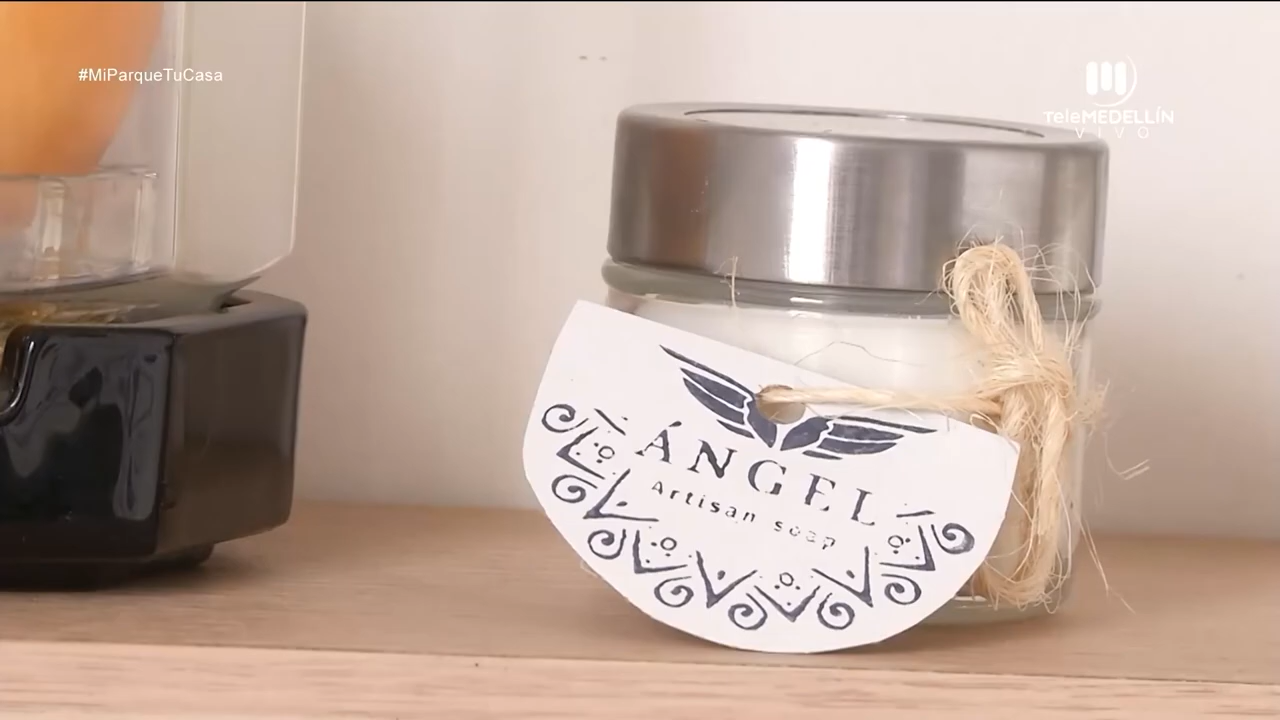 #MiParqueTuCasa
TeleMEDELLÍN
VIVO
ÁNGEL
Artisan soap